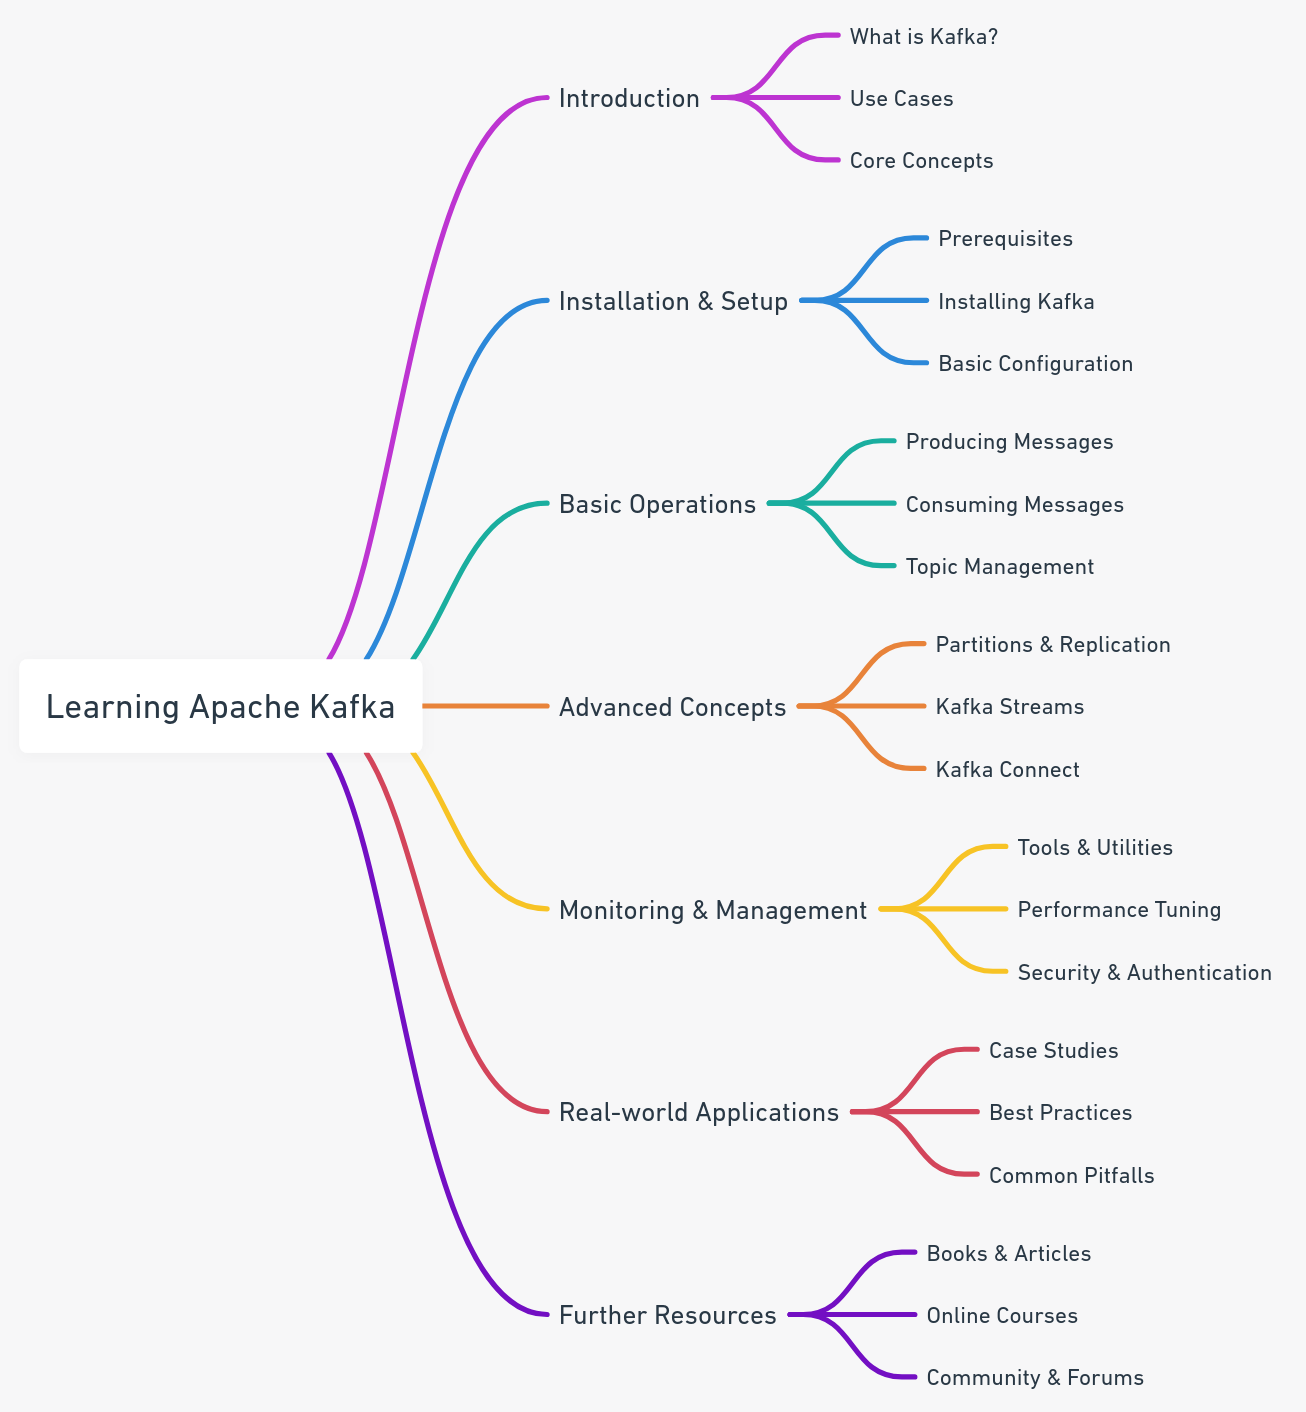 Learning Apache Kafka
Introduction
What is Kafka?
Use Cases
Core Concepts
Installation & Setup
Prerequisites
Installing Kafka
Basic Configuration
Basic Operations
Producing Messages
Consuming Messages
Topic Management
Advanced Concepts
Partitions & Replication
Kafka Streams
Kafka Connect
Monitoring & Management
Tools & Utilities
Performance Tuning
Security & Authentication
Real-world Applications
Case Studies
Best Practices
Common Pitfalls
Further Resources
Books & Articles
Online Courses
Community & Forums